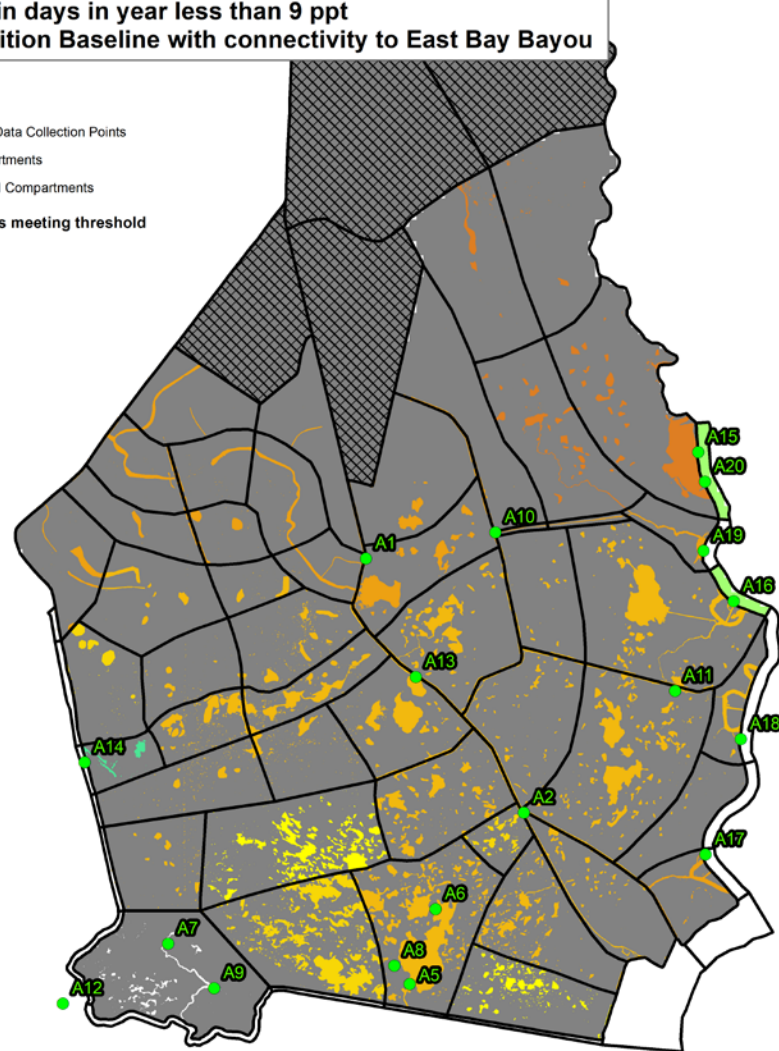 in days in year less than 9 ppt
ition Baseline with connectivity to East Bay Bayou
Data Collection Points
rtments
Compartments
s meeting threshold
A15
A20
A10
A19
A1
A16
A13
A11
A18
A14
A2
A17
A6
A7
A8
A5
A9
A12